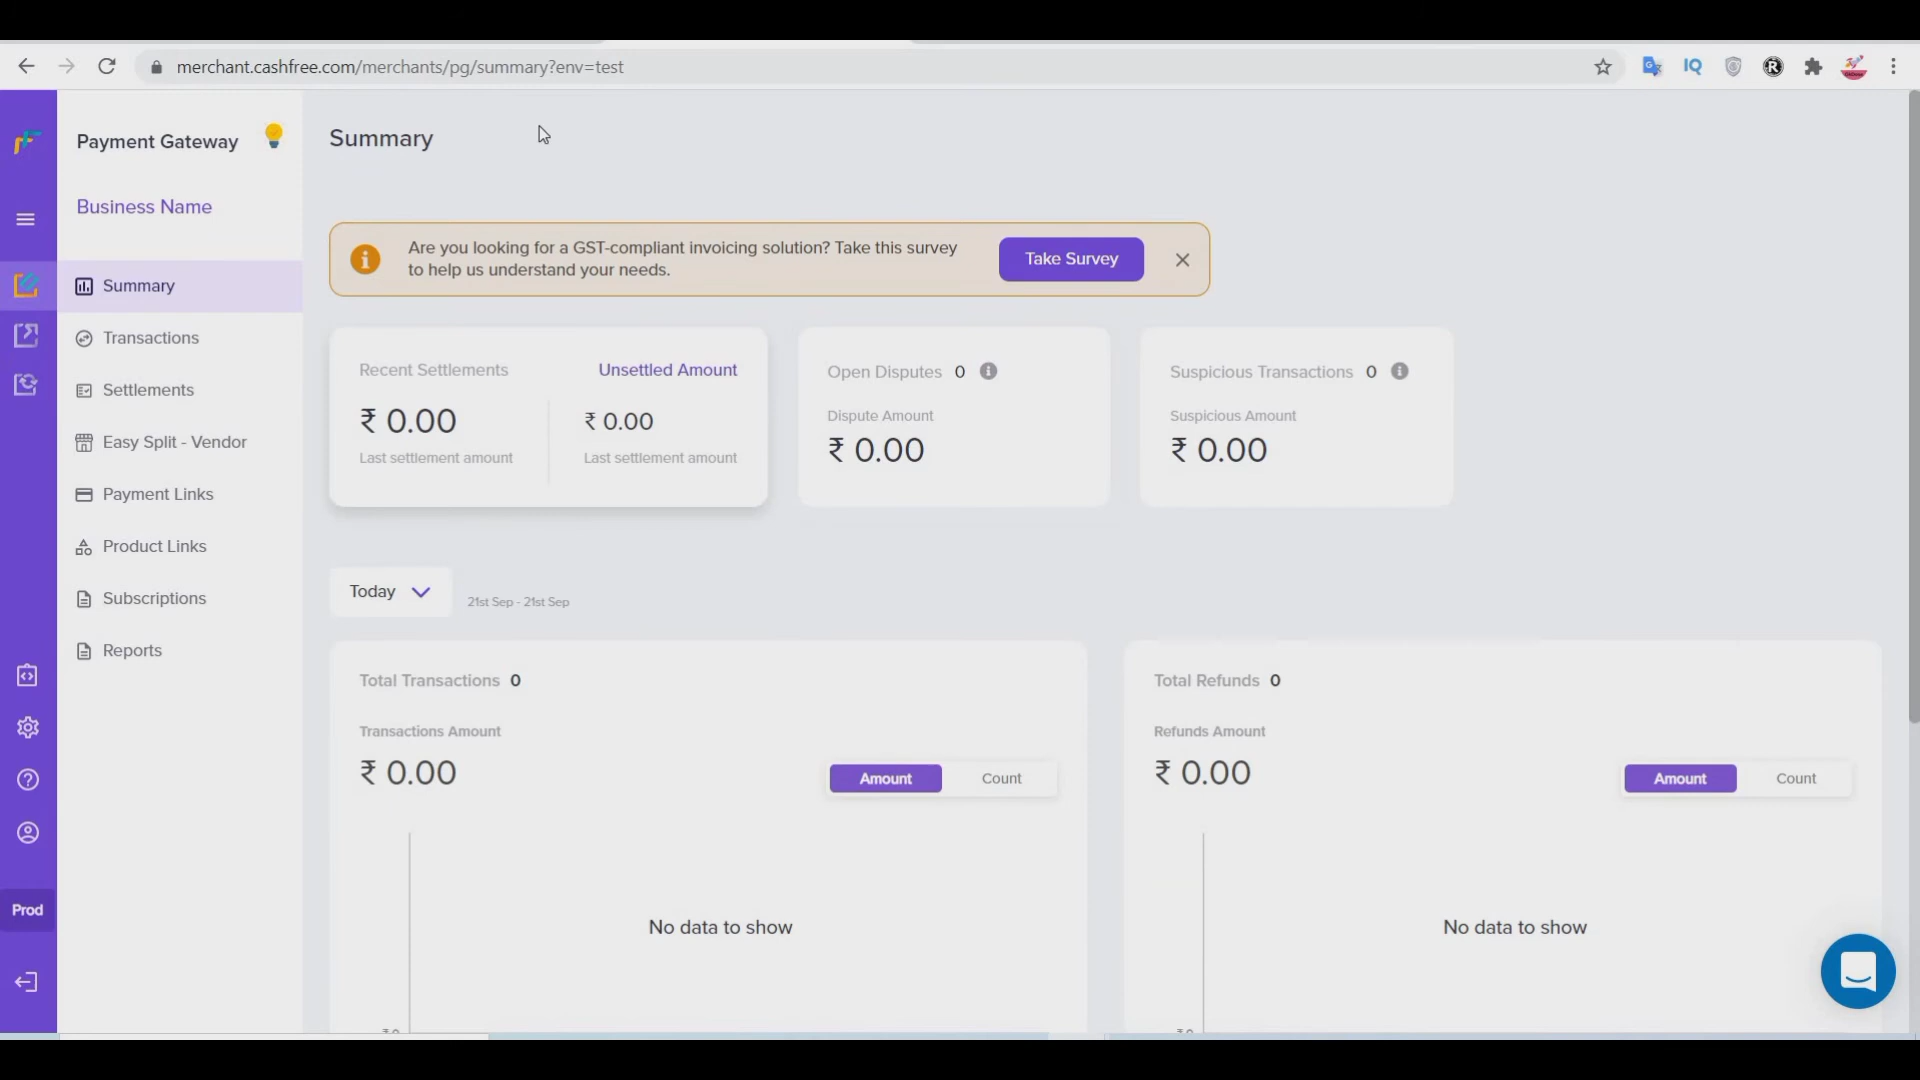 merchant.cashfree.com/merchants/pg/summary?env=test
IQ
Payment Gateway
Business Name
Summary
Transactions
Settlements
Easy Split - Vendor
Payment Links
Product Links
Subscriptions
Reports
Prod
Summary
Are you looking for a GST-compliant invoicing solution? Take this survey
to help us understand your needs.
Take Survey
Recent Settlements
Unsettled Amount
₹ 0.00
₹ 0.00
Last settlement amount
Last settlement amount
Open Disputes 0
Dispute Amount
₹ 0.00
Suspicious Transactions 0
Suspicious Amount
₹ 0.00
Today
21st Sep - 21st Sep
Total Transactions 0
Transactions Amount
₹ 0.00
Amount
Count
No data to show
Total Refunds 0
Refunds Amount
₹ 0.00
Amount
Count
No data to show